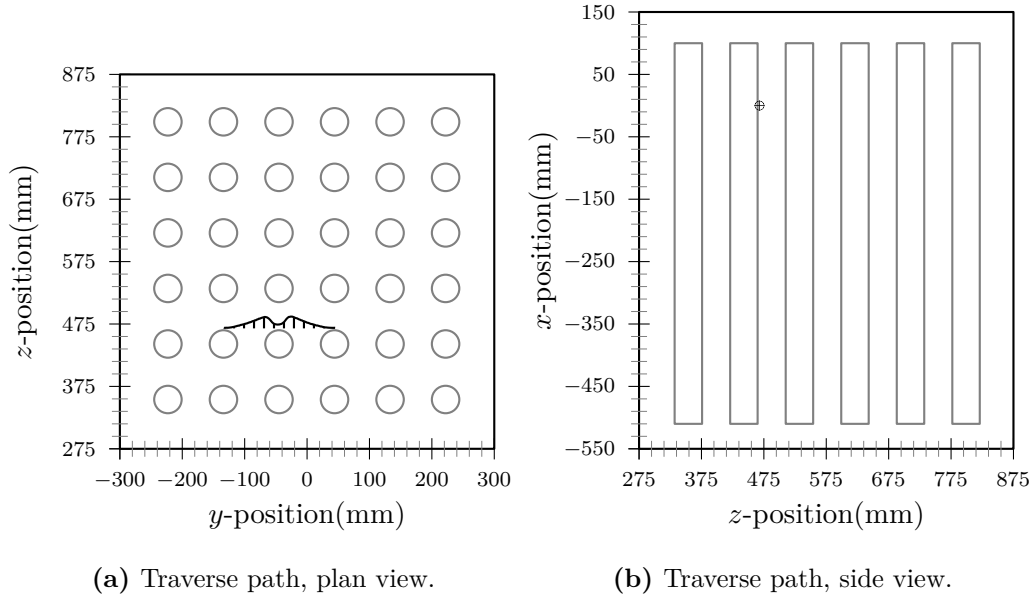 875
775
675
575
475
375
275
−300 −200 −100 0 100 200 300
z-position(mm)
y-position(mm)
(a) Traverse path, plan view.
150
50
−50
−150
−250
−350
−450
−550
275 375 475 575 675 775 875
x-position(mm)
z-position(mm)
(b) Traverse path, side view.